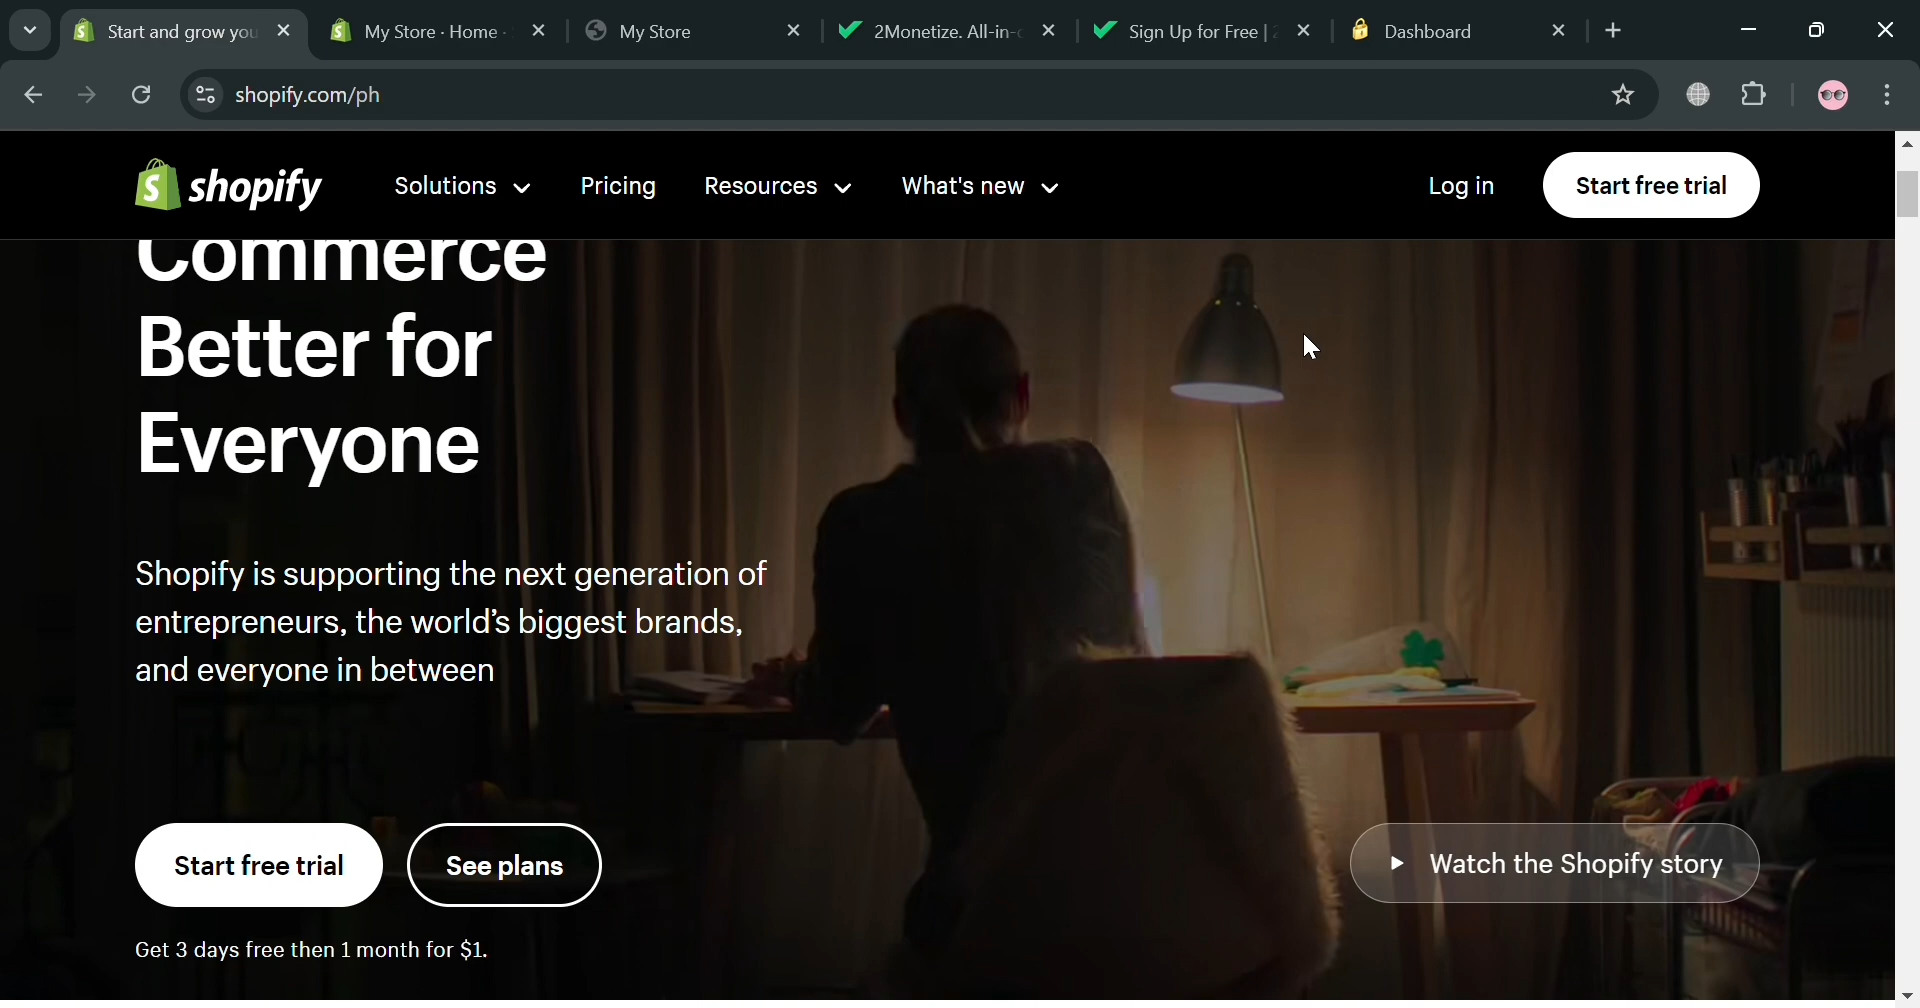 Start and grow you
My Store · Home ·
My Store
2Monetize. All-in-
Sign Up for Free |
Dashboard
shopify.com/ph
shopify
Solutions
Pricing
Resources
What's new
Log in
Start free trial
Commerce
Better for
Everyone
Shopify is supporting the next generation of
entrepreneurs, the world's biggest brands,
and everyone in between
Start free trial
See plans
Watch the Shopify story
Get 3 days free then 1 month for $1.